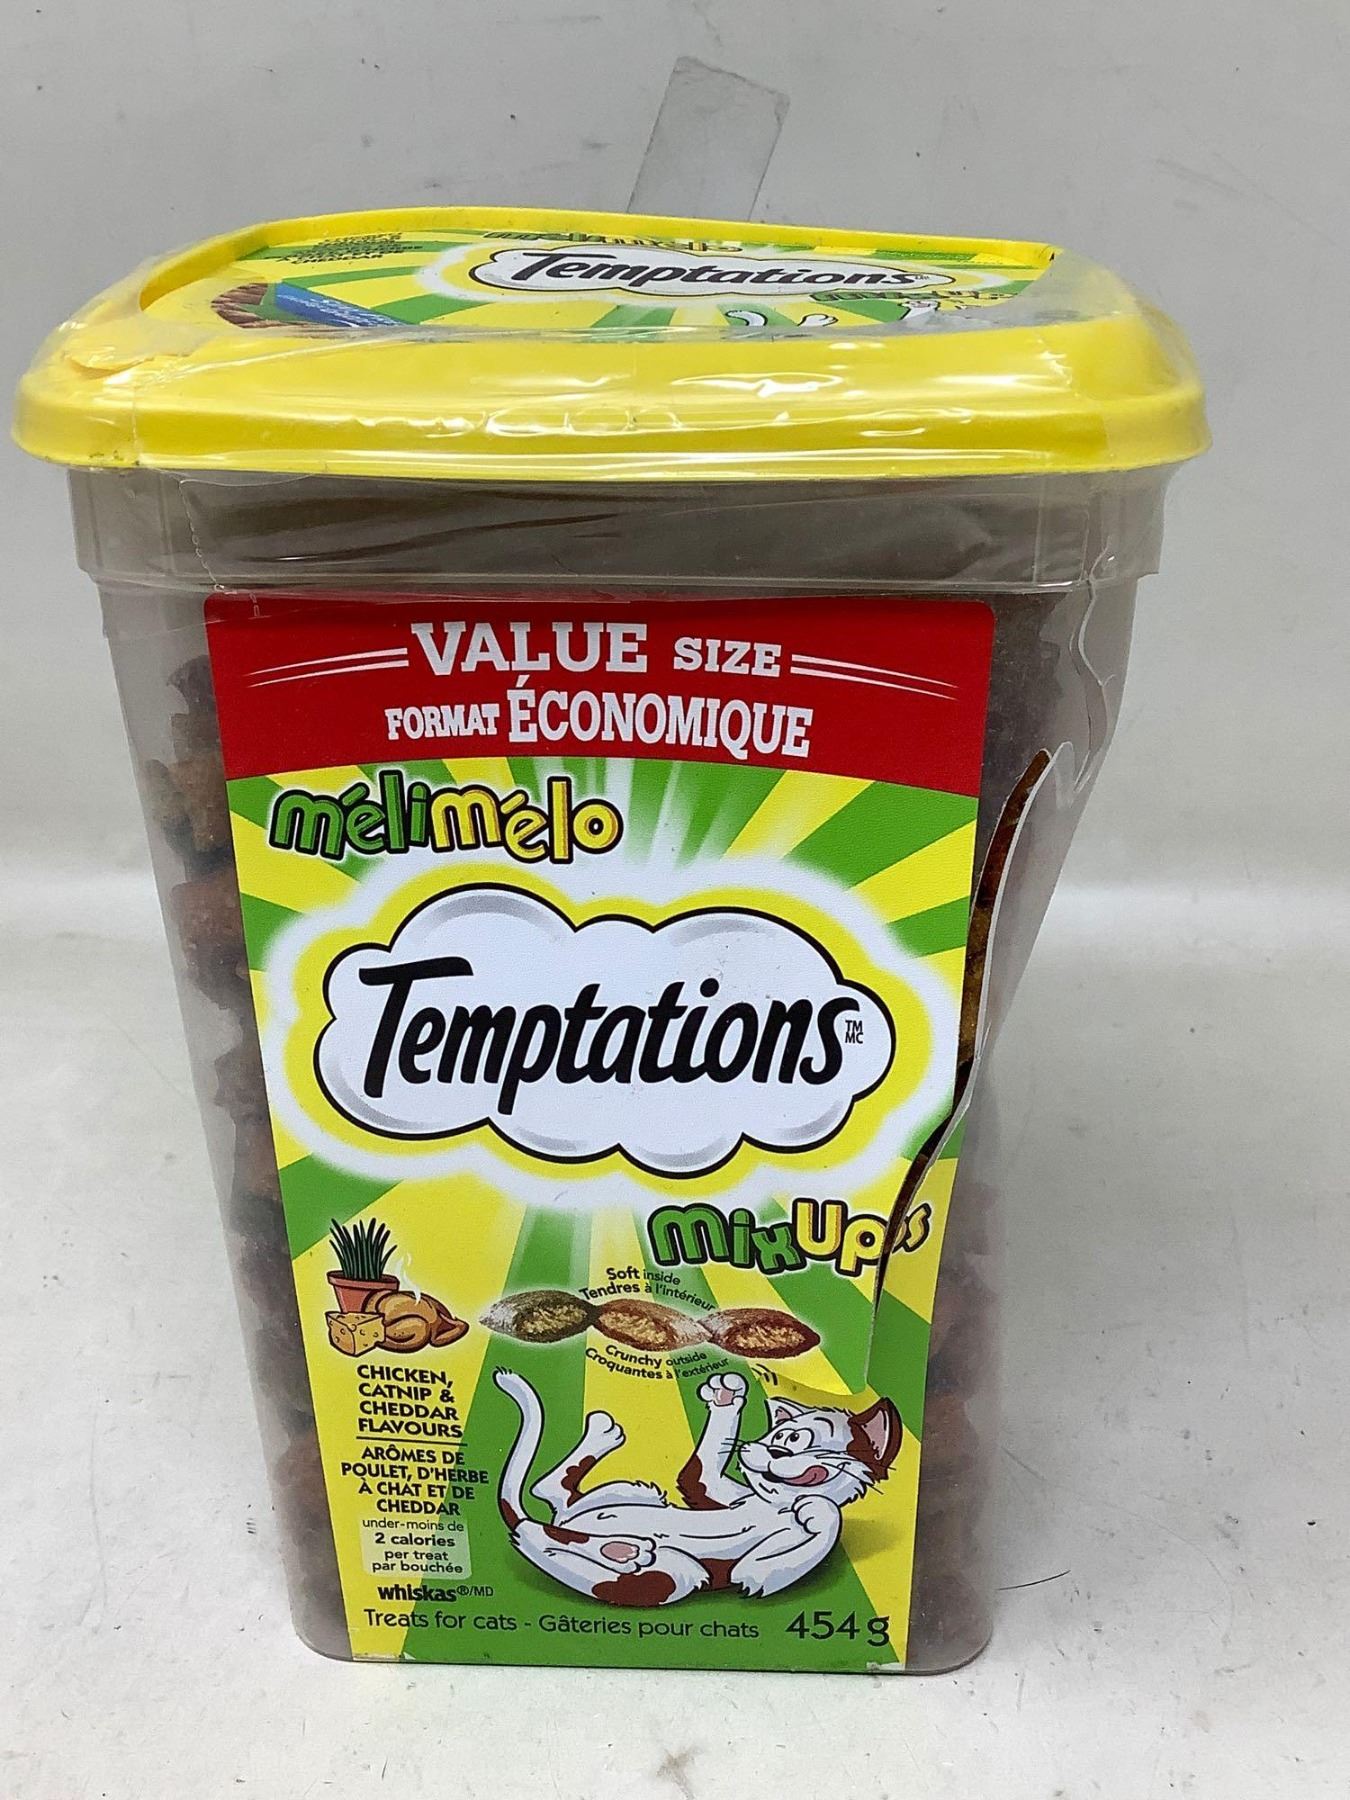 Temptations
VALUE SIZE
FORMAT ÉCONOMIQUE
mélimélo
Temptations TM MC
mixUps
Soft inside
Tendres à l'intérieur
Crunchy outside
Croquantes à l'extérieur
CHICKEN,
CATNIP &
CHEDDAR
FLAVOURS
ARÔMES DE
POULET, D'HERBE
À CHAT ET DE
CHEDDAR
under-moins de
2 calories
per treat
par bouchée
whiskas®/MD
Treats for cats - Gâteries pour chats 454 g